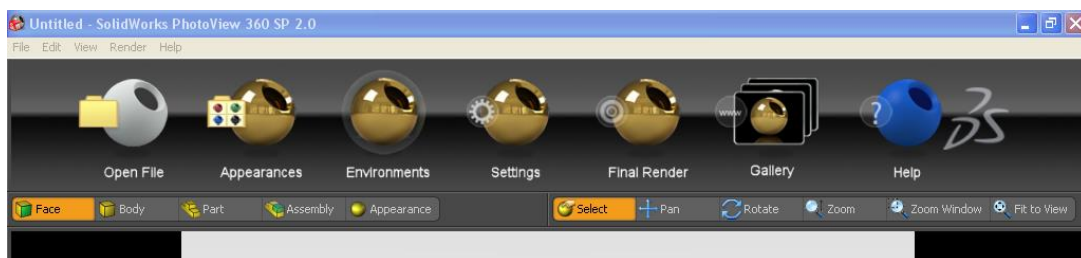 Untitled - SolidWorks PhotoView 360 SP 2.0
File Edit View Render Help
www ?
Open File Appearances Environments Settings Final Render Gallery Help
Face Body Part Assembly Appearance Select Pan Rotate Zoom Zoom Window Fit to View